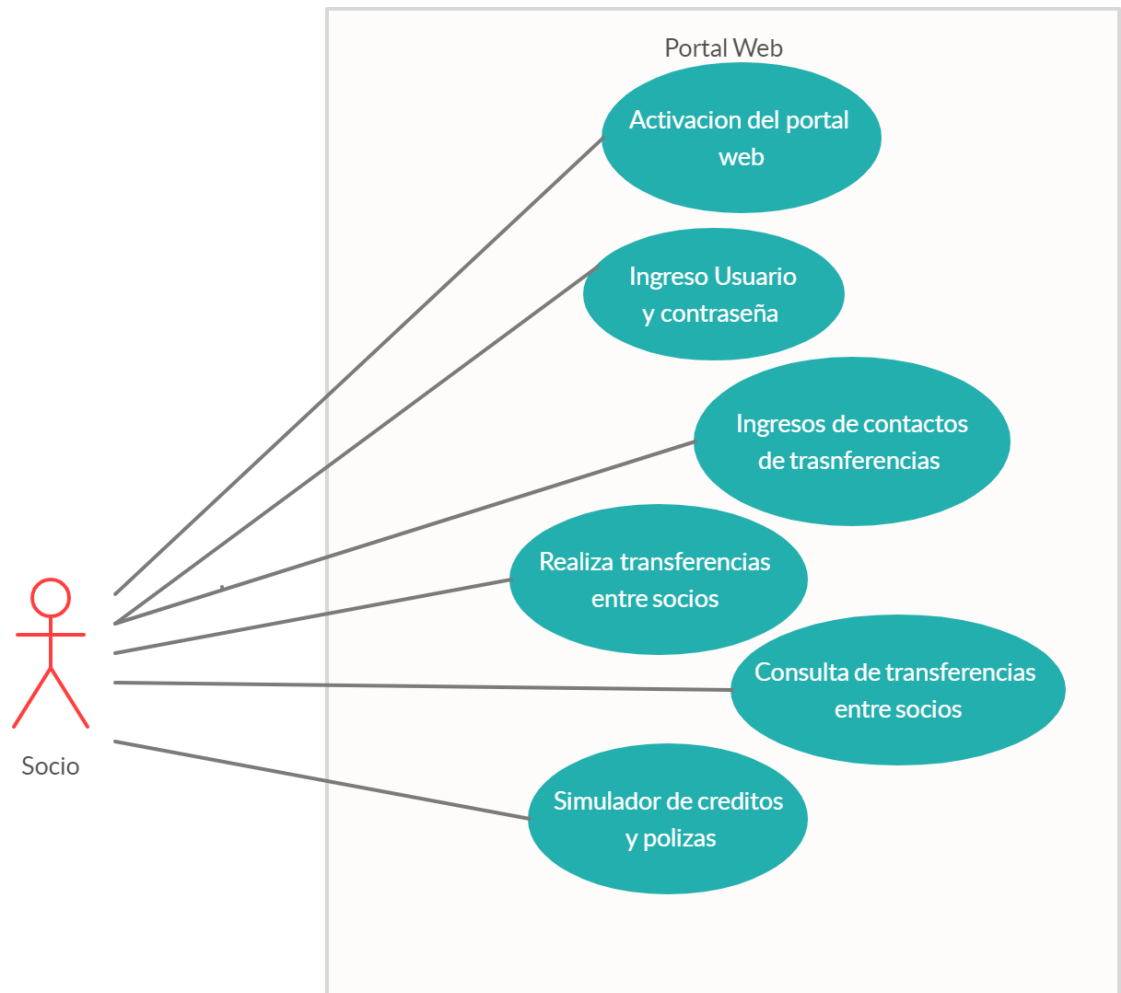 Portal Web
Activacion del portal
web
Ingreso Usuario
y contraseña
Ingresos de contactos
de trasnferencias
Realiza transferencias
entre socios
Consulta de transferencias
entre socios
Socio
Simulador de creditos
y polizas